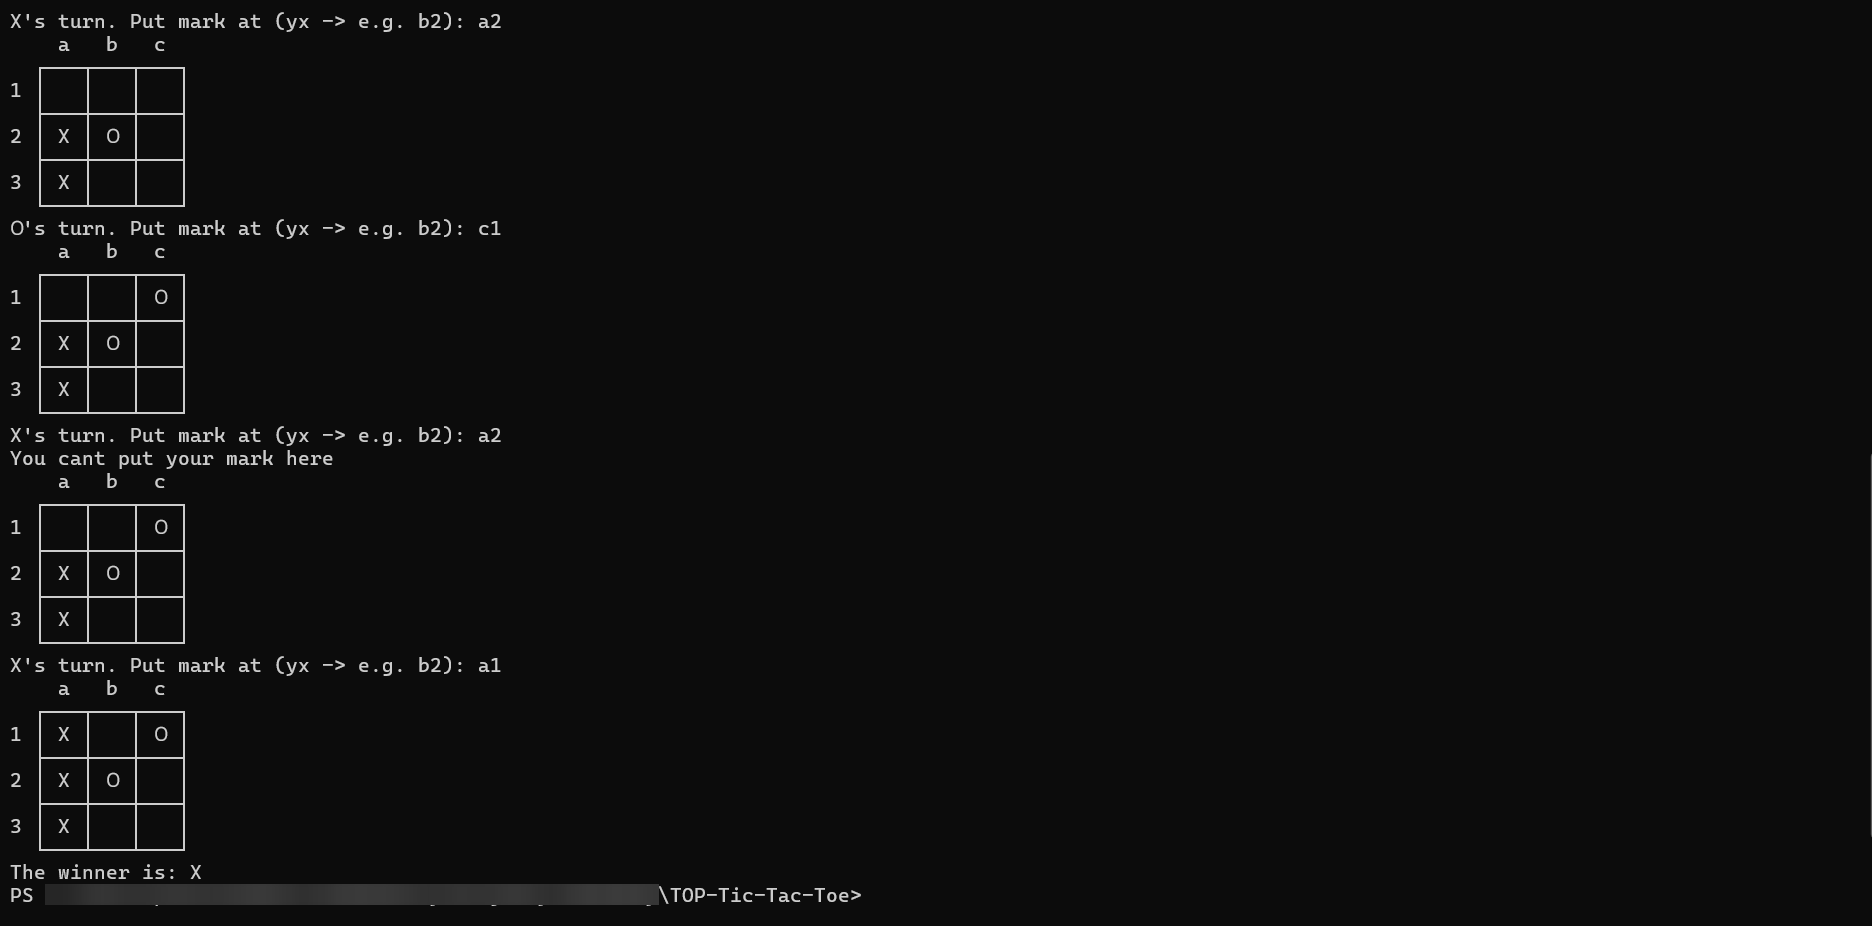 X's turn. Put mark at (yx -> e.g. b2): a2
a b c
1
2 X O
3 X
O's turn. Put mark at (yx -> e.g. b2): c1
a b c
1 O
2 X O
3 X
X's turn. Put mark at (yx -> e.g. b2): a2
You cant put your mark here
a b c
1 O
2 X O
3 X
X's turn. Put mark at (yx -> e.g. b2): a1
a b c
1 X O
2 X O
3 X
The winner is: X
PS \TOP-Tic-Tac-Toe>